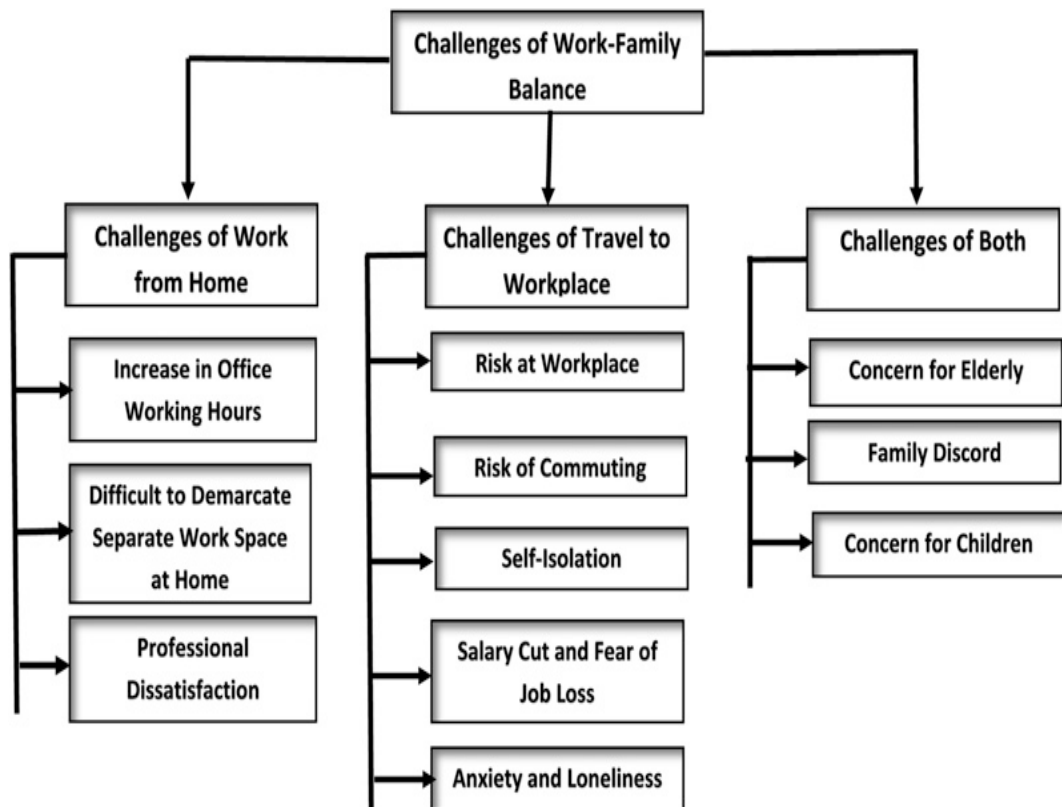 Challenges of Work-Family
Balance
Challenges of Work
from Home
Increase in Office
Working Hours
Difficult to Demarcate
Separate Work Space
at Home
Professional
Dissatisfaction
Challenges of Travel to
Workplace
Risk at Workplace
Risk of Commuting
Self-Isolation
Salary Cut and Fear of
Job Loss
Anxiety and Loneliness
Challenges of Both
Concern for Elderly
Family Discord
Concern for Children